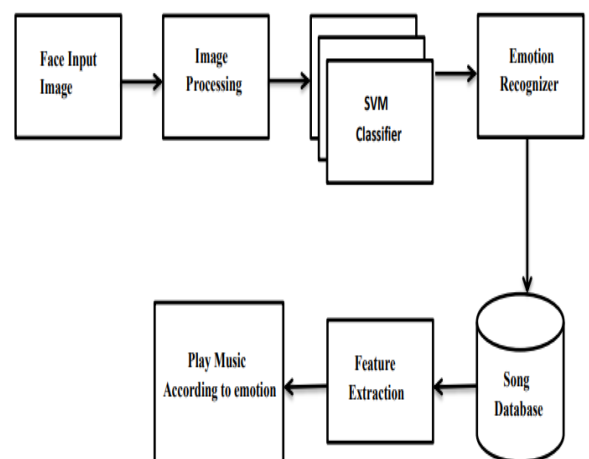 Face Input
Image
Image
Processing
SVM
Classifier
Emotion
Recognizer
Song
Database
Feature
Extraction
Play Music
According to emotion